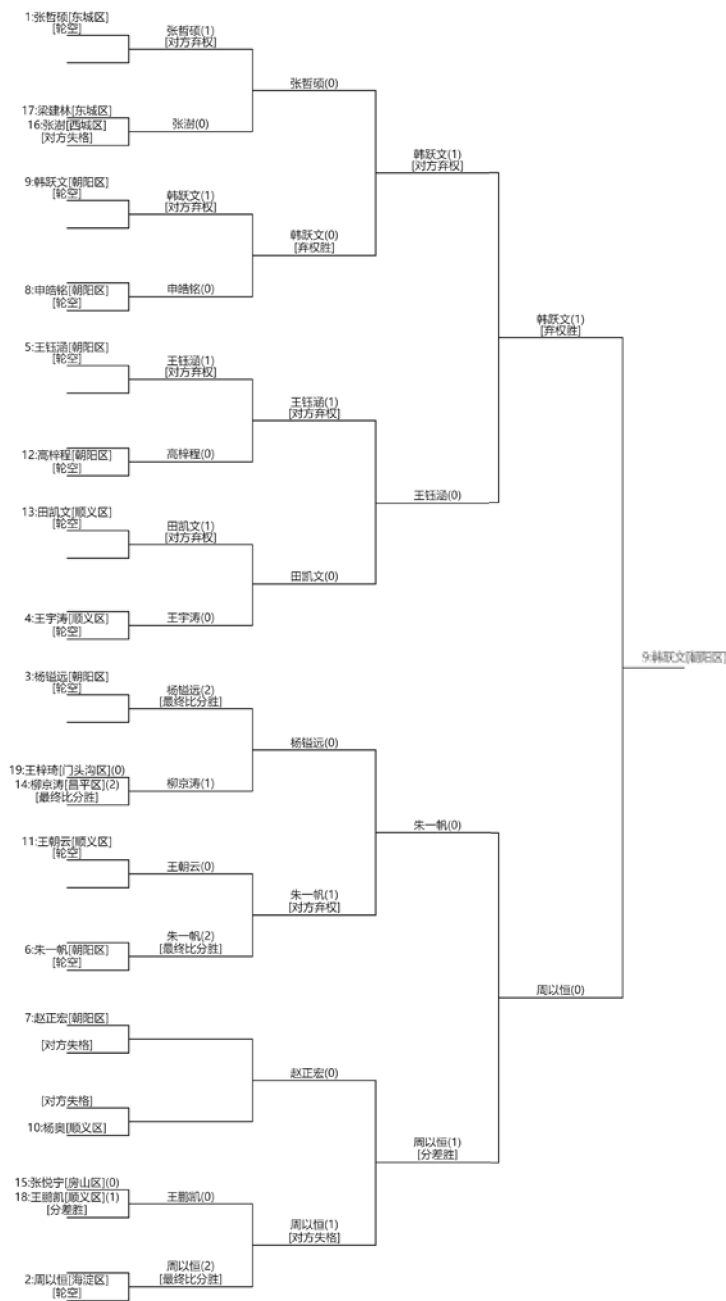 1:张哲硕[东城区]
[轮空]
张哲硕(1)
[对方弃权]
张哲硕(0)
17:梁建林[东城区]
16:张澍[西城区]
[对方失格]
张澍(0)
韩跃文(1)
[对方弃权]
9:韩跃文[朝阳区]
[轮空]
韩跃文(1)
[对方弃权]
韩跃文(0)
[弃权胜]
8:申皓铭[朝阳区]
[轮空]
申皓铭(0)
韩跃文(1)
[弃权胜]
5:王钰涵[朝阳区]
[轮空]
王钰涵(1)
[对方弃权]
王钰涵(1)
[对方弃权]
12:高梓程[朝阳区]
[轮空]
高梓程(0)
王钰涵(0)
13:田凯文[顺义区]
[轮空]
田凯文(1)
[对方弃权]
田凯文(0)
4:王宇涛[顺义区]
[轮空]
王宇涛(0)
9:韩跃文[朝阳区]
3:杨镒远[朝阳区]
[轮空]
杨镒远(2)
[最终比分胜]
杨镒远(0)
19:王梓琦[门头沟区](0)
14:柳京涛[昌平区](2)
[最终比分胜]
柳京涛(1)
朱一帆(0)
11:王朝云[顺义区]
[轮空]
王朝云(0)
朱一帆(1)
[对方弃权]
6:朱一帆[朝阳区]
[轮空]
朱一帆(2)
[最终比分胜]
周以恒(0)
7:赵正宏[朝阳区]
[对方失格]
赵正宏(0)
[对方失格]
10:杨奥[顺义区]
周以恒(1)
[分差胜]
15:张悦宁[房山区](0)
18:王鹏凯[顺义区](1)
[分差胜]
王鹏凯(0)
周以恒(1)
[对方失格]
2:周以恒[海淀区]
[轮空]
周以恒(2)
[最终比分胜]